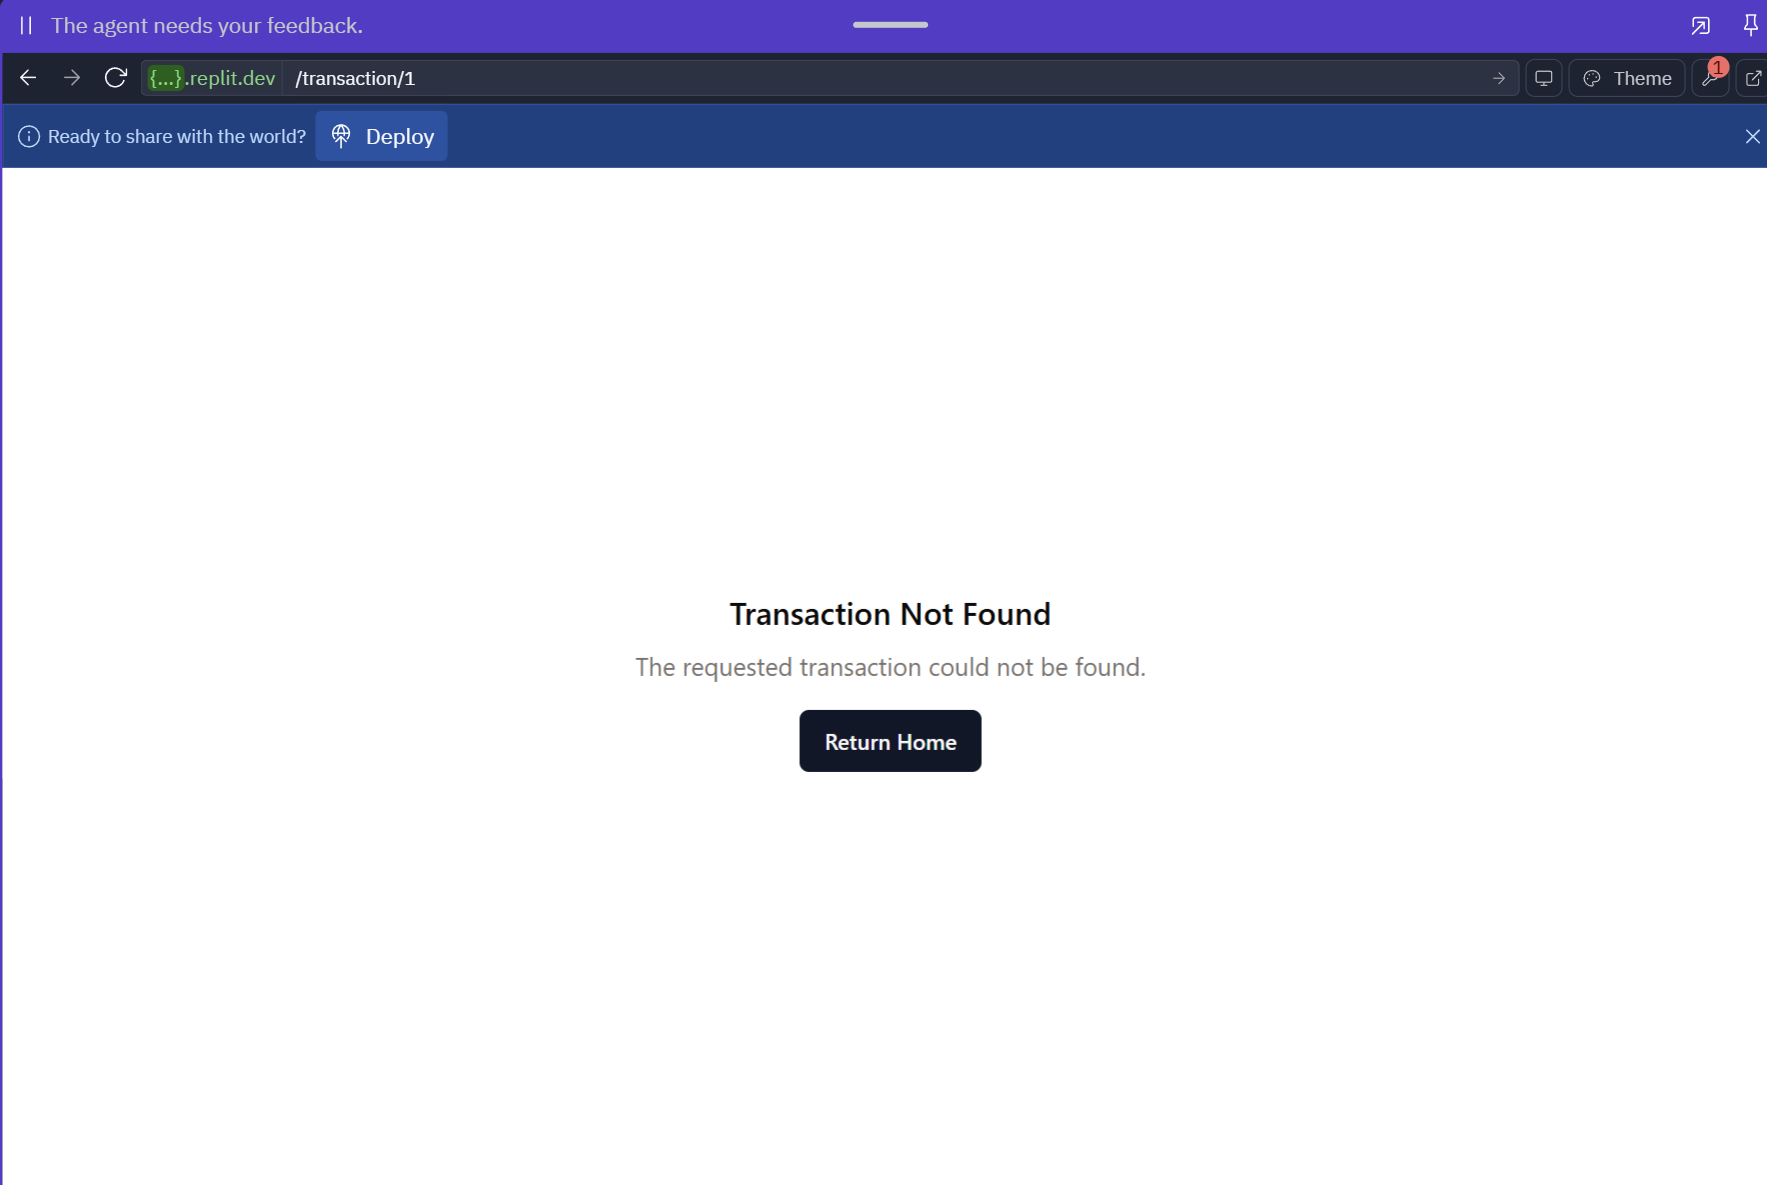 The agent needs your feedback.
{...}.replit.dev /transaction/1 Theme 1
Ready to share with the world? Deploy
Transaction Not Found
The requested transaction could not be found.
Return Home